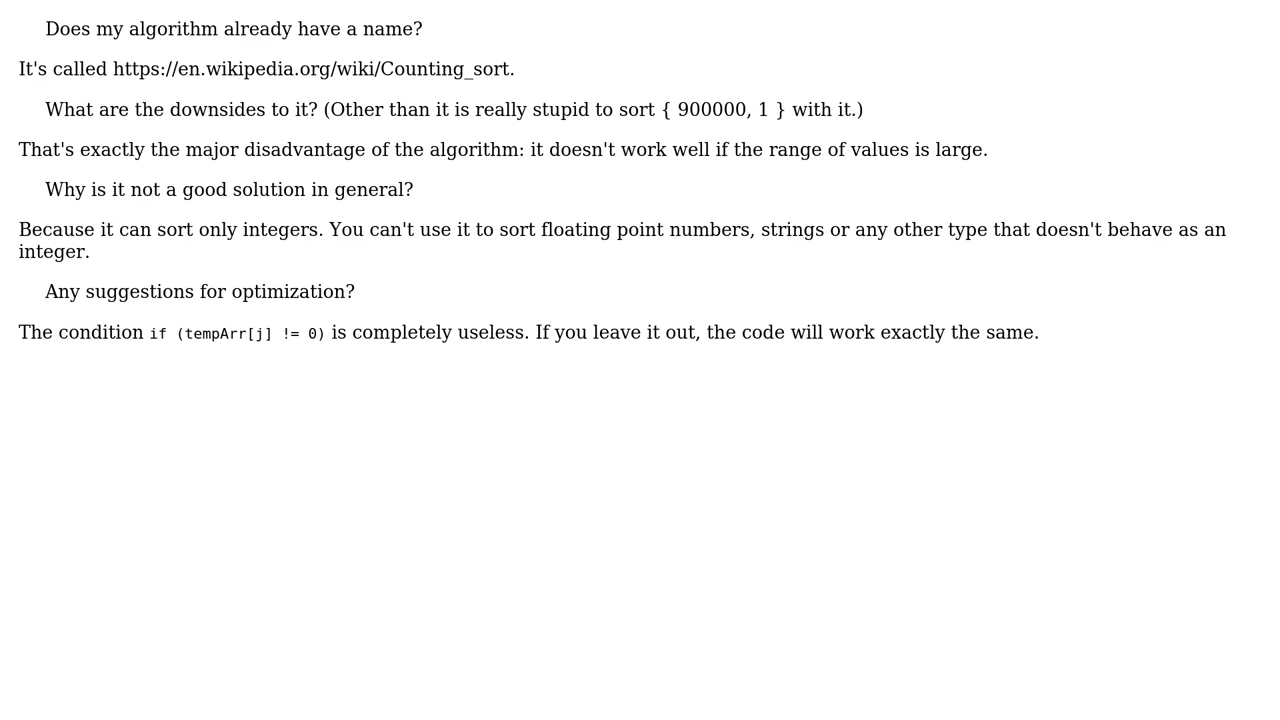 Does my algorithm already have a name?
It's called https://en.wikipedia.org/wiki/Counting_sort.
What are the downsides to it? (Other than it is really stupid to sort { 900000, 1 } with it.)
That's exactly the major disadvantage of the algorithm: it doesn't work well if the range of values is large.
Why is it not a good solution in general?
Because it can sort only integers. You can't use it to sort floating point numbers, strings or any other type that doesn't behave as an
integer.
Any suggestions for optimization?
The condition if (tempArr[j] != 0) is completely useless. If you leave it out, the code will work exactly the same.